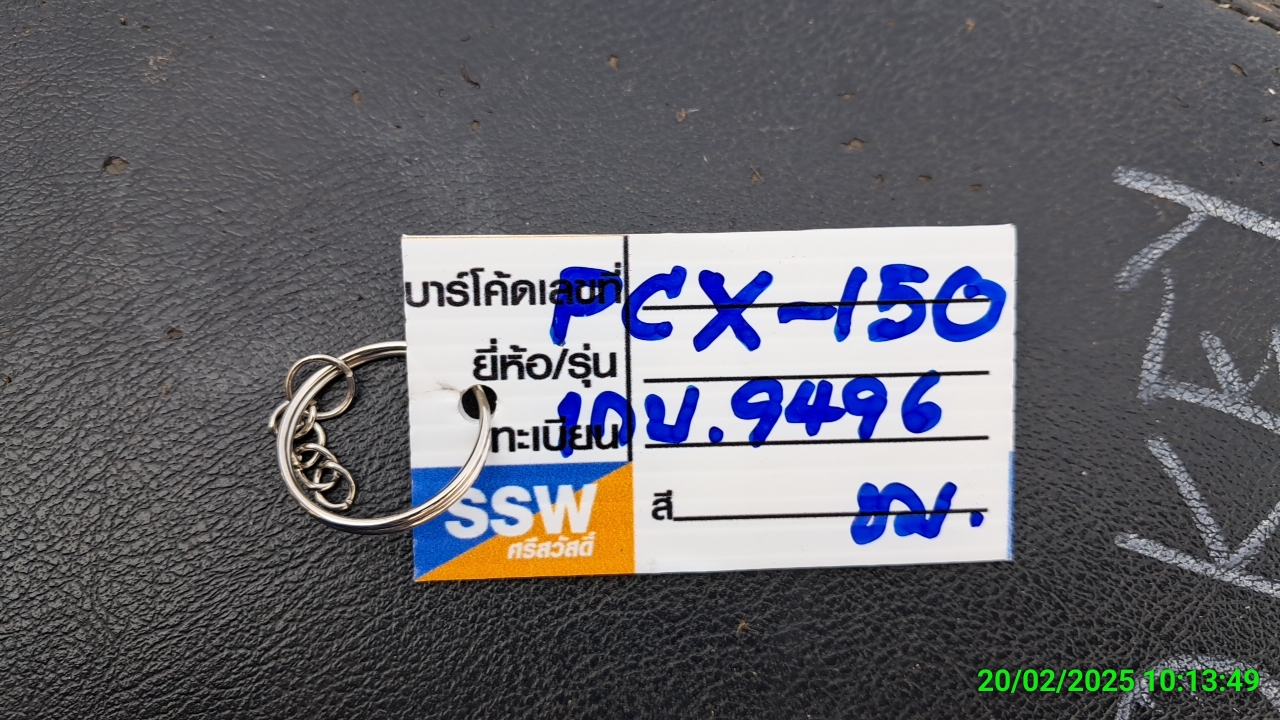 บาร์โค้ดเลขที่ PCX-150
ยี่ห้อ/รุ่น
ทะเบียน 1กป.9496
SSW
ศรีสวัสดิ์
สี ชม.
20/02/2025 10:13:49